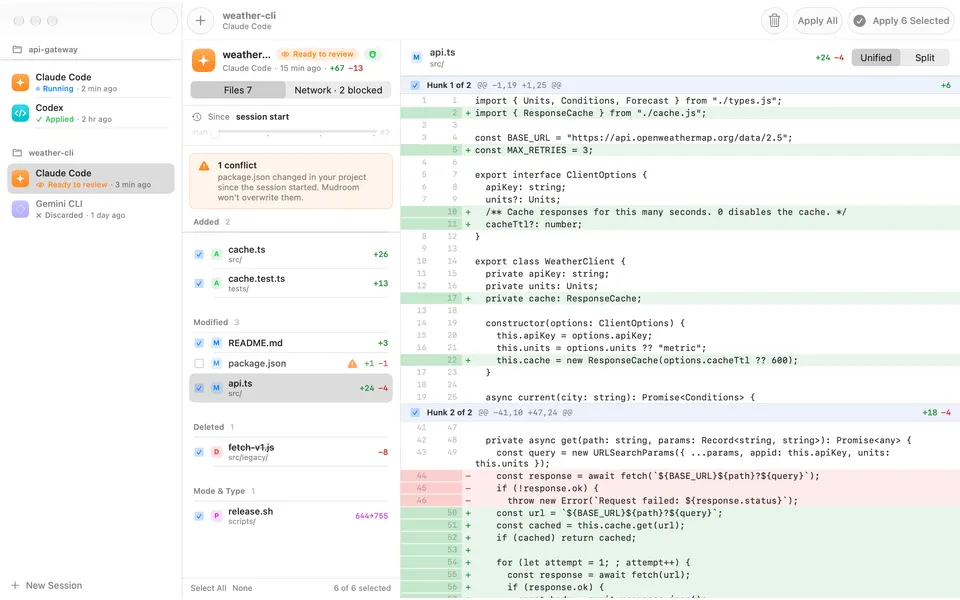 api-gateway
Claude Code
Running · 2 min ago
Codex
✓ Applied · 2 hr ago
weather-cli
Claude Code
Ready to review · 3 min ago
Gemini CLI
✕ Discarded · 1 day ago
+ New Session
+
weather-cli
Claude Code
Apply All
Apply 6 Selected
weather...
Ready to review
Claude Code · 15 min ago · +67 −13
Files 7
Network · 2 blocked
Since session start
start
1 conflict
package.json changed in your project
since the session started. Mudroom
won't overwrite them.
Added 2
A cache.ts +26
src/
A cache.test.ts +13
tests/
Modified 3
M README.md +3
M package.json +1 −1
M api.ts +24 −4
src/
Deleted 1
D fetch-v1.js −8
src/legacy/
Mode & Type 1
P release.sh 644→755
scripts/
Select All None
6 of 6 selected
M api.ts
src/
+24 −4
Unified
Split
Hunk 1 of 2 @@ −1,19 +1,25 @@ +6
1 1 import { Units, Conditions, Forecast } from "./types.js";
2 + import { ResponseCache } from "./cache.js";
2 3
3 4 const BASE_URL = "https://api.openweathermap.org/data/2.5";
5 + const MAX_RETRIES = 3;
4 6
5 7 export interface ClientOptions {
6 8 apiKey: string;
7 9 units?: Units;
10 + /** Cache responses for this many seconds. 0 disables the cache. */
11 + cacheTtl?: number;
8 12 }
9 13
10 14 export class WeatherClient {
11 15 private apiKey: string;
12 16 private units: Units;
17 + private cache: ResponseCache;
13 18
14 19 constructor(options: ClientOptions) {
15 20 this.apiKey = options.apiKey;
16 21 this.units = options.units ?? "metric";
22 + this.cache = new ResponseCache(options.cacheTtl ?? 600);
17 23 }
18 24
19 25 async current(city: string): Promise<Conditions> {
Hunk 2 of 2 @@ −41,10 +47,24 @@ +18 −4
41 47
42 48 private async get(path: string, params: Record<string, string>): Promise<any> {
43 49 const query = new URLSearchParams({ ...params, appid: this.apiKey, units:
this.units });
44 − const response = await fetch(`${BASE_URL}${path}?${query}`);
45 − if (!response.ok) {
46 − throw new Error(`Request failed: ${response.status}`);
50 + const url = `${BASE_URL}${path}?${query}`;
51 + const cached = this.cache.get(url);
52 + if (cached) return cached;
53 +
54 + for (let attempt = 1; ; attempt++) {
55 + const response = await fetch(url);
56 + if (response.ok) {